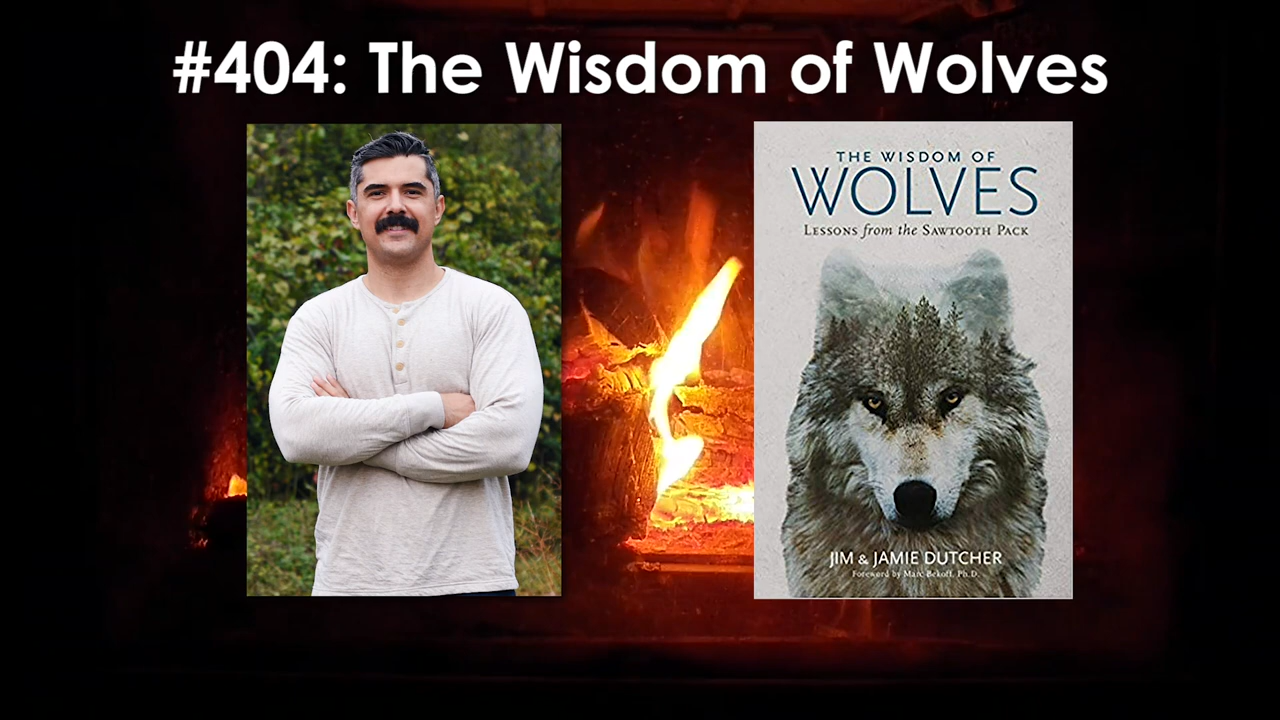 #404: The Wisdom of Wolves
THE WISDOM OF
WOLVES
LESSONS from the SAWTOOTH PACK
JIM & JAMIE DUTCHER
Foreword by Marc Bekoff, Ph.D.